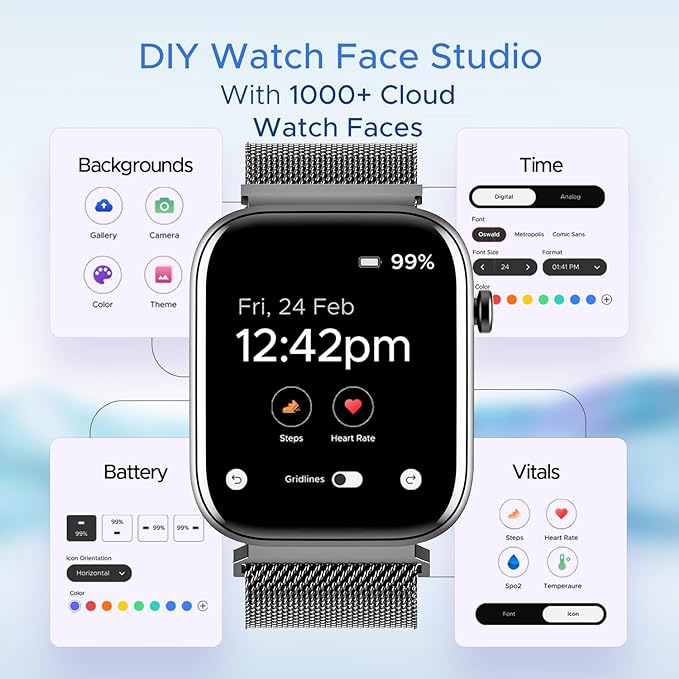 DIY Watch Face Studio
With 1000+ Cloud
Watch Faces
Backgrounds
Gallery
Camera
Color
Theme
Time
Digital
Analog
Font
Oswald
Metropolis
Comic Sans
Font Size
Format
24
01:41 PM
Color
99%
Fri, 24 Feb
12:42pm
Steps
Heart Rate
Gridlines
Battery
99%
99%
99%
99%
Icon Orientation
Horizontal
Color
Vitals
Steps
Heart Rate
Spo2
Temperaure
Font
Icon